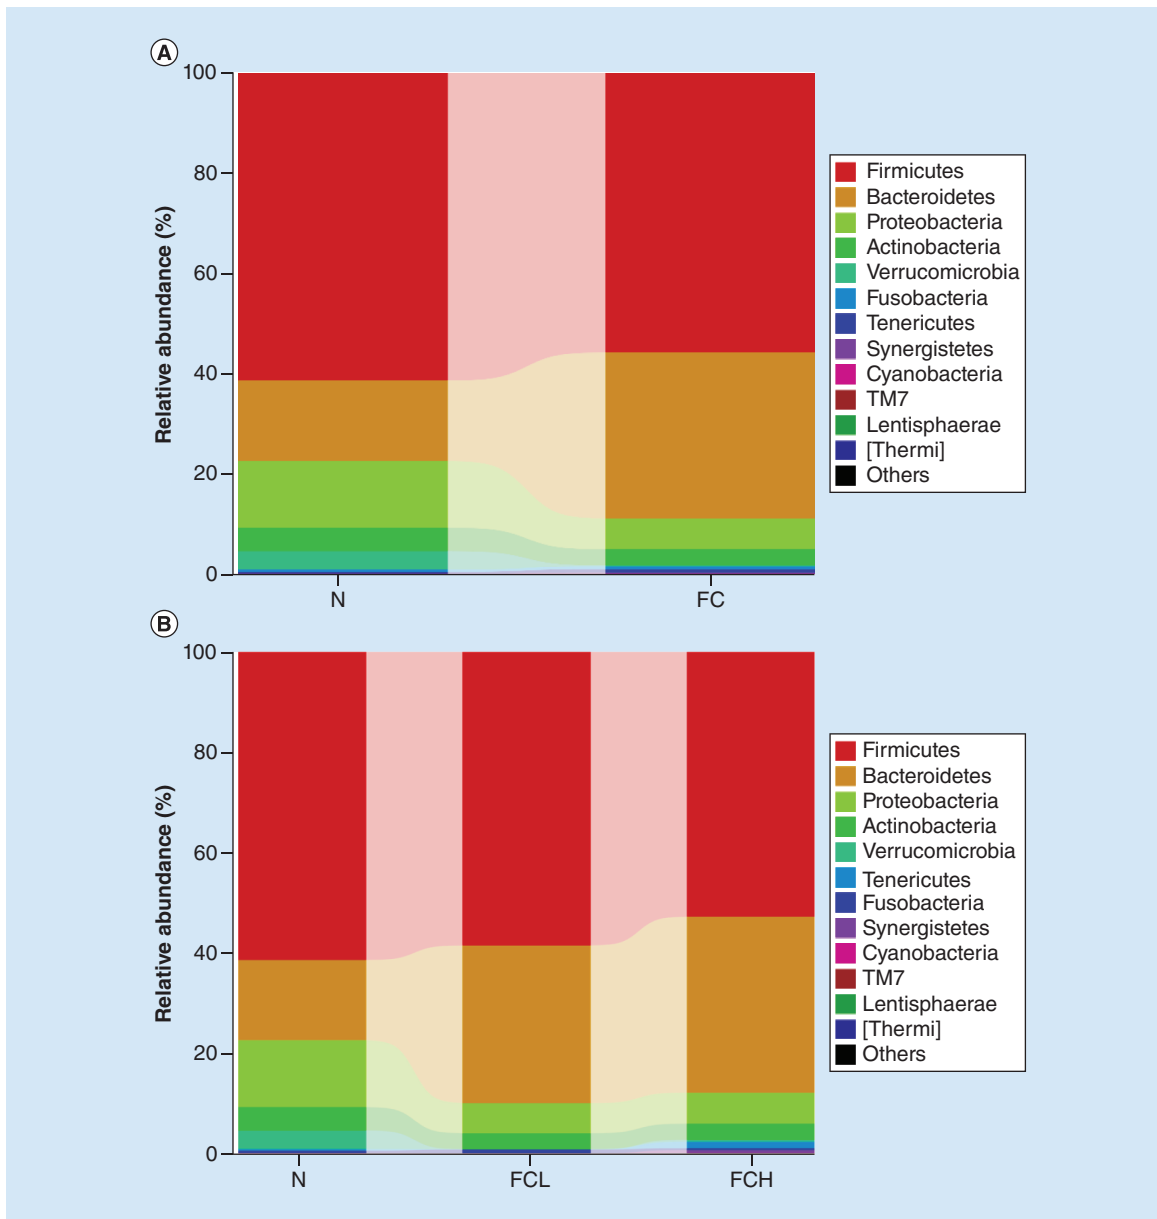 A
100
80
60
40
20
0
Relative abundance (%)
N
FC
Firmicutes
Bacteroidetes
Proteobacteria
Actinobacteria
Verrucomicrobia
Fusobacteria
Tenericutes
Synergistetes
Cyanobacteria
TM7
Lentisphaerae
[Thermi]
Others
B
100
80
60
40
20
0
Relative abundance (%)
N
FCL
FCH
Firmicutes
Bacteroidetes
Proteobacteria
Actinobacteria
Verrucomicrobia
Tenericutes
Fusobacteria
Synergistetes
Cyanobacteria
TM7
Lentisphaerae
[Thermi]
Others